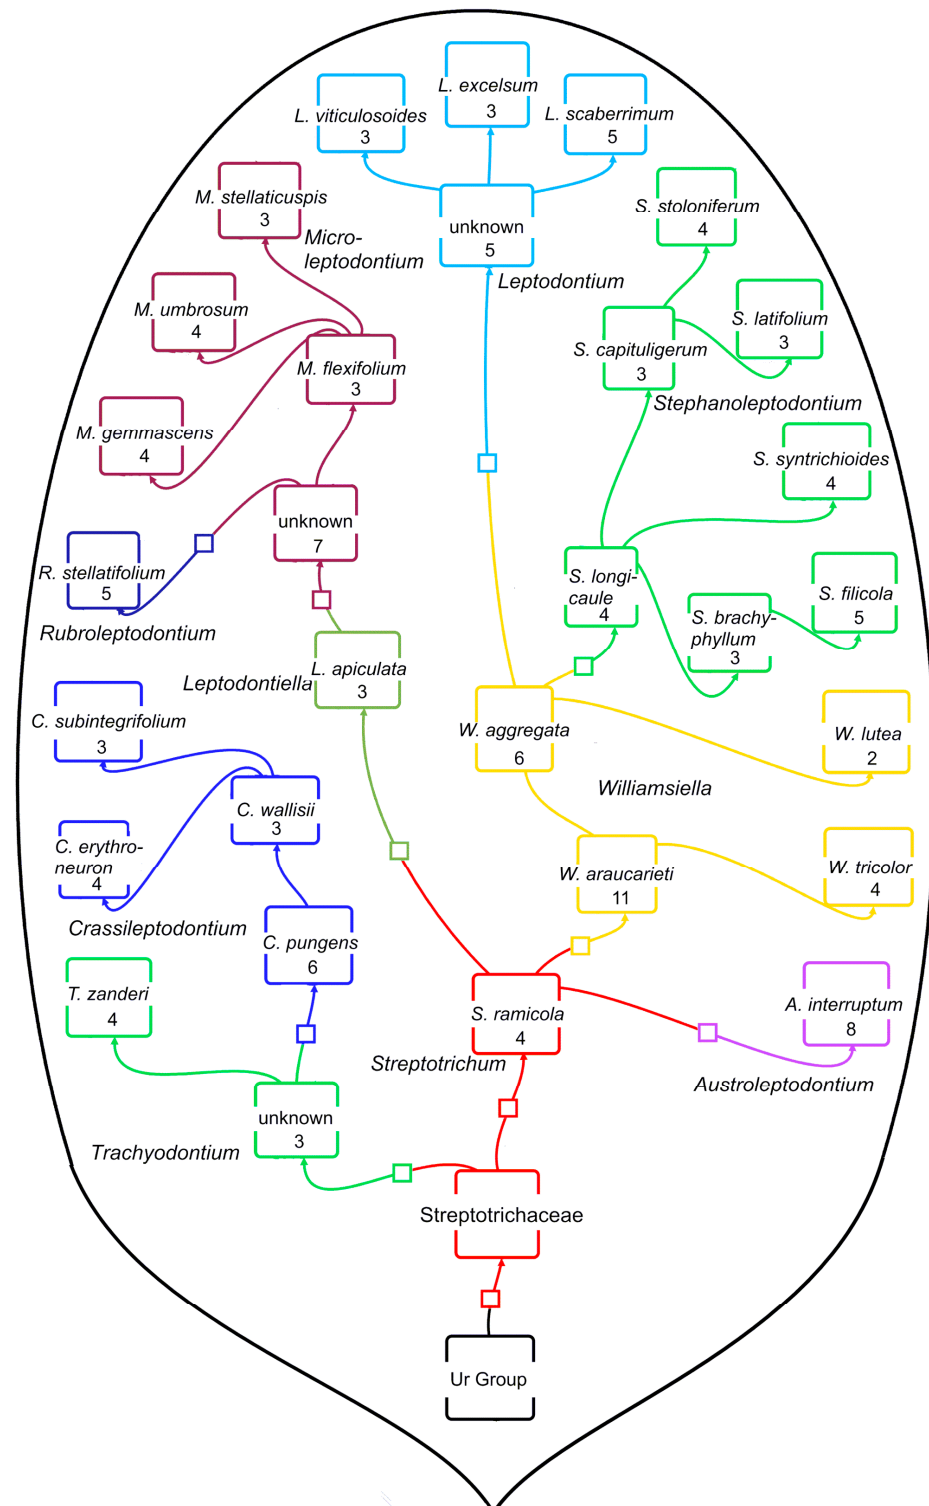 L. excelsum
3
L. viticulosoides
3
L. scaberrimum
5
M. stellaticuspis
3
S. stoloniferum
4
unknown
5
Micro-
leptodontium
Leptodontium
M. umbrosum
4
S. latifolium
3
S. capituligerum
3
M. flexifolium
3
Stephanoleptodontium
M. gemmascens
4
S. syntrichioides
4
unknown
7
R. stellatifolium
5
Rubroleptodontium
S. longi-
caule
4
S. filicola
5
S. brachy-
phyllum
3
L. apiculata
3
Leptodontiella
C. subintegrifolium
3
W. aggregata
6
W. lutea
2
Williamsiella
C. wallisii
3
C. erythro-
neuron
4
W. araucarieti
11
W. tricolor
4
Crassileptodontium
C. pungens
6
T. zanderi
4
S. ramicola
4
A. interruptum
8
Streptotrichum
Austroleptodontium
unknown
3
Trachyodontium
Streptotrichaceae
Ur Group